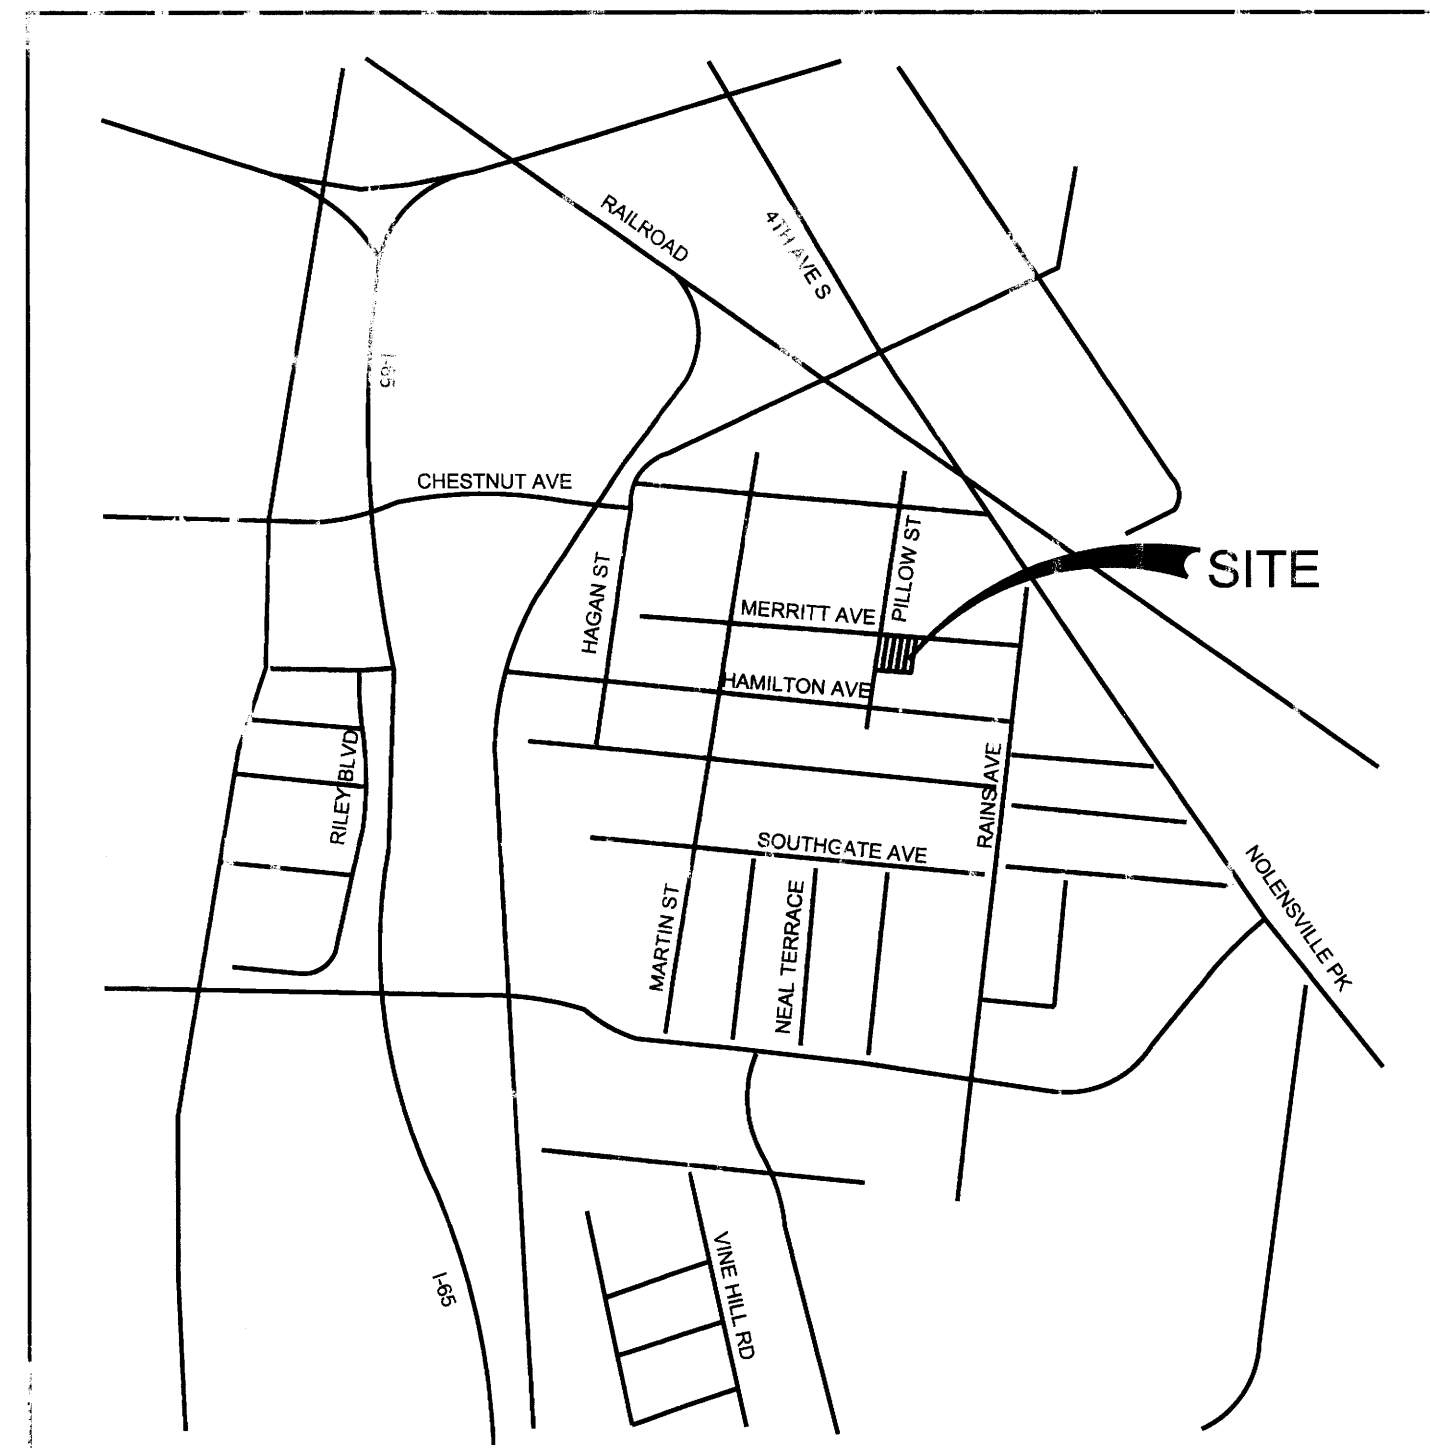 RAILROAD
4TH AVE S
I-65
CHESTNUT AVE
PILLOW ST
SITE
HAGAN ST
MERRITT AVE
HAMILTON AVE
RILEY BLVD
RAINS AVE
SOUTHGATE AVE
NOLENSVILLE PK
MARTIN ST
NEAL TERRACE
VINE HILL RD
I-65